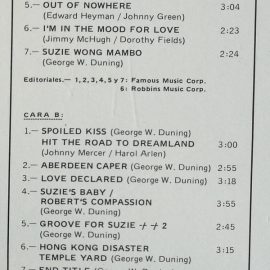 5.— OUT OF NOWHERE 3:04
(Edward Heyman / Johnny Green)
6.— I'M IN THE MOOD FOR LOVE 2:23
(Jimmy McHugh / Dorothy Fields)
7.— SUZIE WONG MAMBO 2:24
(George W. Duning)
Editoriales.— 1, 2, 3, 4, 5 y 7: Famous Music Corp.
6: Robbins Music Corp.
CARA B:
1.— SPOILED KISS (George W. Duning)
HIT THE ROAD TO DREAMLAND 3:00
(Johnny Mercer / Harol Arlen)
2.— ABERDEEN CAPER (George W. Duning) 2:55
3.— LOVE DECLARED (George W. Duning) 3:18
4.— SUZIE'S BABY /
ROBERT'S COMPASSION 3:55
(George W. Duning)
5.— GROOVE FOR SUZIE ++ 2 2:45
(George W. Duning)
6.— HONG KONG DISASTER
TEMPLE YARD (George W. Duning) 3:15
7.— END TITLE (George W. Duning)